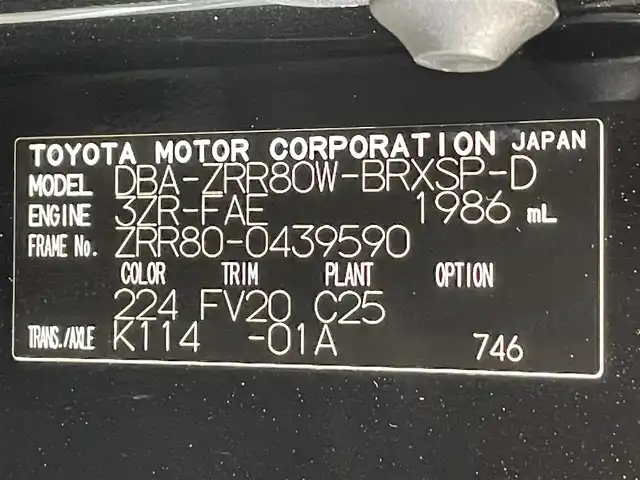 TOYOTA MOTOR CORPORATION JAPAN
MODEL DBA-ZRR80W-BRXSP-D
ENGINE 3ZR-FAE 1986 mL
FRAME No. ZRR80-0439590
COLOR TRIM PLANT OPTION
224 FV20 C25
TRANS./AXLE K114 -01A 746